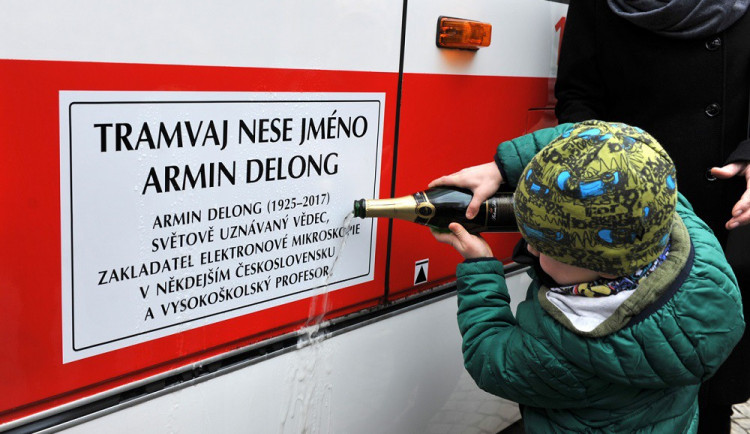 TRAMVAJ NESE JMÉNO
ARMIN DELONG
ARMIN DELONG (1925–2017)
SVĚTOVĚ UZNÁVANÝ VĚDEC,
ZAKLADATEL ELEKTRONOVÉ MIKROSKOPIE
V NĚKDEJŠÍM ČESKOSLOVENSKU
A VYSOKOŠKOLSKÝ PROFESOR